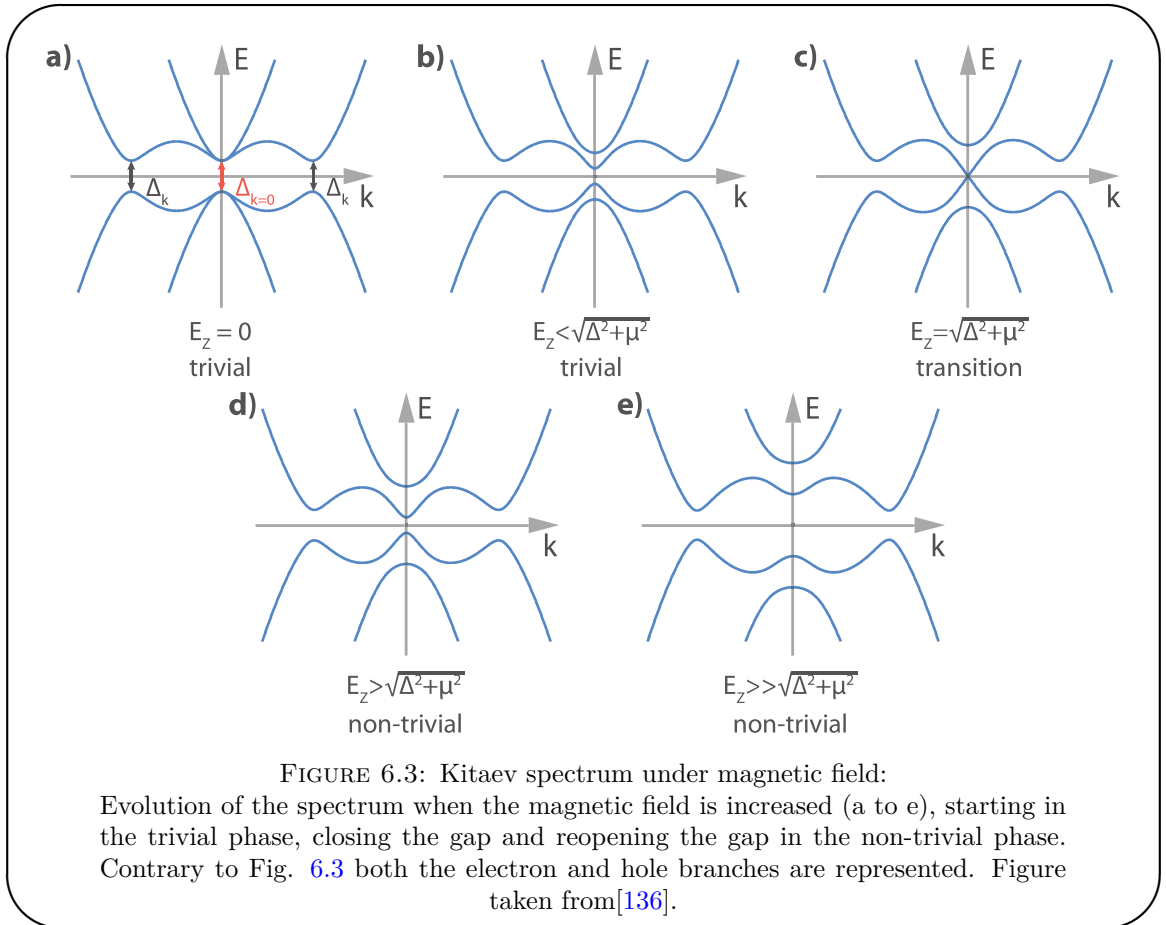 a)
E
Δk
Δk=0
Δk
k
EZ = 0
trivial
b)
E
k
EZ<√Δ²+µ²
trivial
c)
E
k
EZ=√Δ²+µ²
transition
d)
E
k
EZ>√Δ²+µ²
non-trivial
e)
E
k
EZ>>√Δ²+µ²
non-trivial
FIGURE 6.3: Kitaev spectrum under magnetic field:
Evolution of the spectrum when the magnetic field is increased (a to e), starting in
the trivial phase, closing the gap and reopening the gap in the non-trivial phase.
Contrary to Fig. 6.3 both the electron and hole branches are represented. Figure
taken from[136].